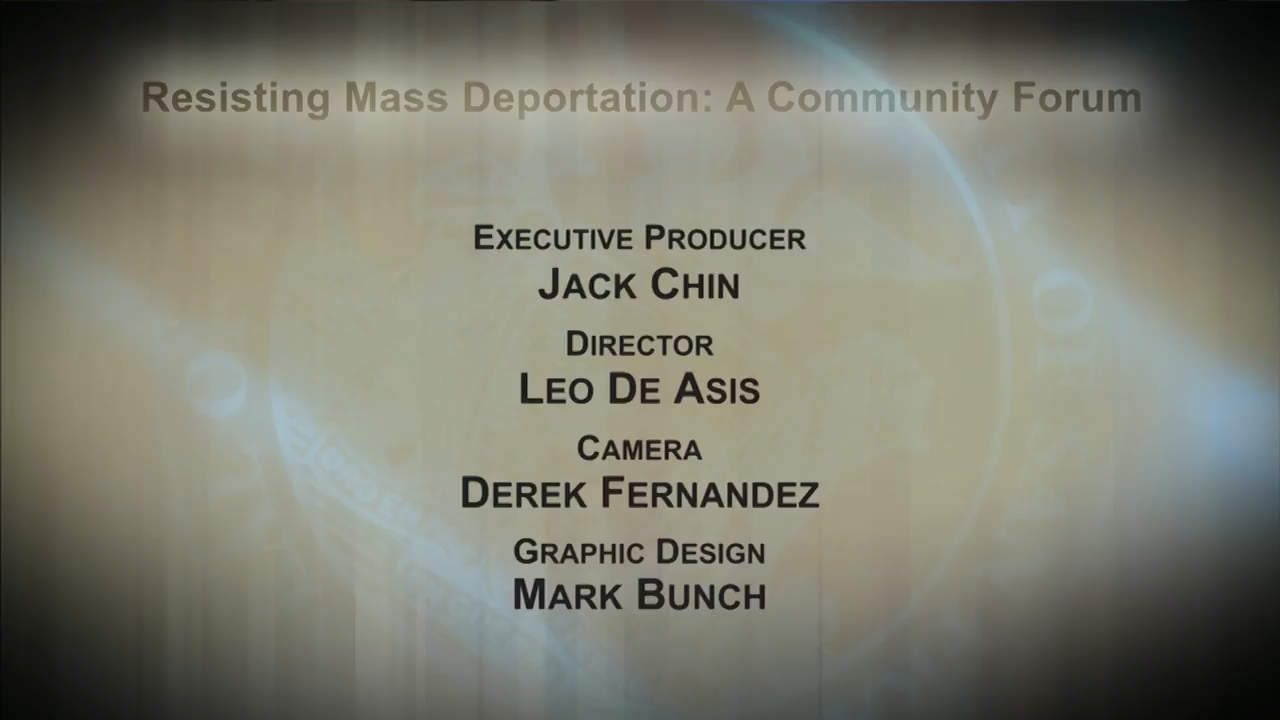 Resisting Mass Deportation: A Community Forum
EXECUTIVE PRODUCER
JACK CHIN
DIRECTOR
LEO DE ASIS
CAMERA
DEREK FERNANDEZ
GRAPHIC DESIGN
MARK BUNCH